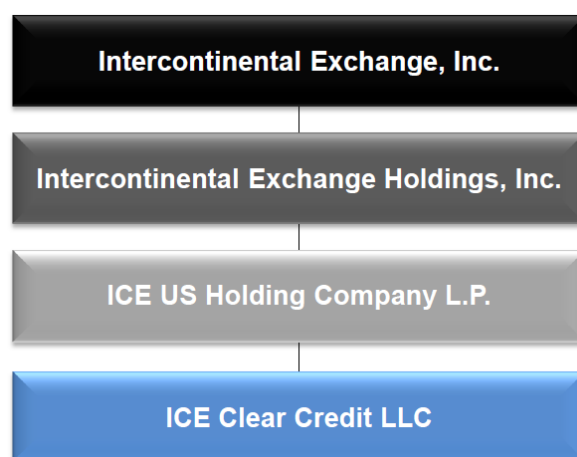 Intercontinental Exchange, Inc.
Intercontinental Exchange Holdings, Inc.
ICE US Holding Company L.P.
ICE Clear Credit LLC